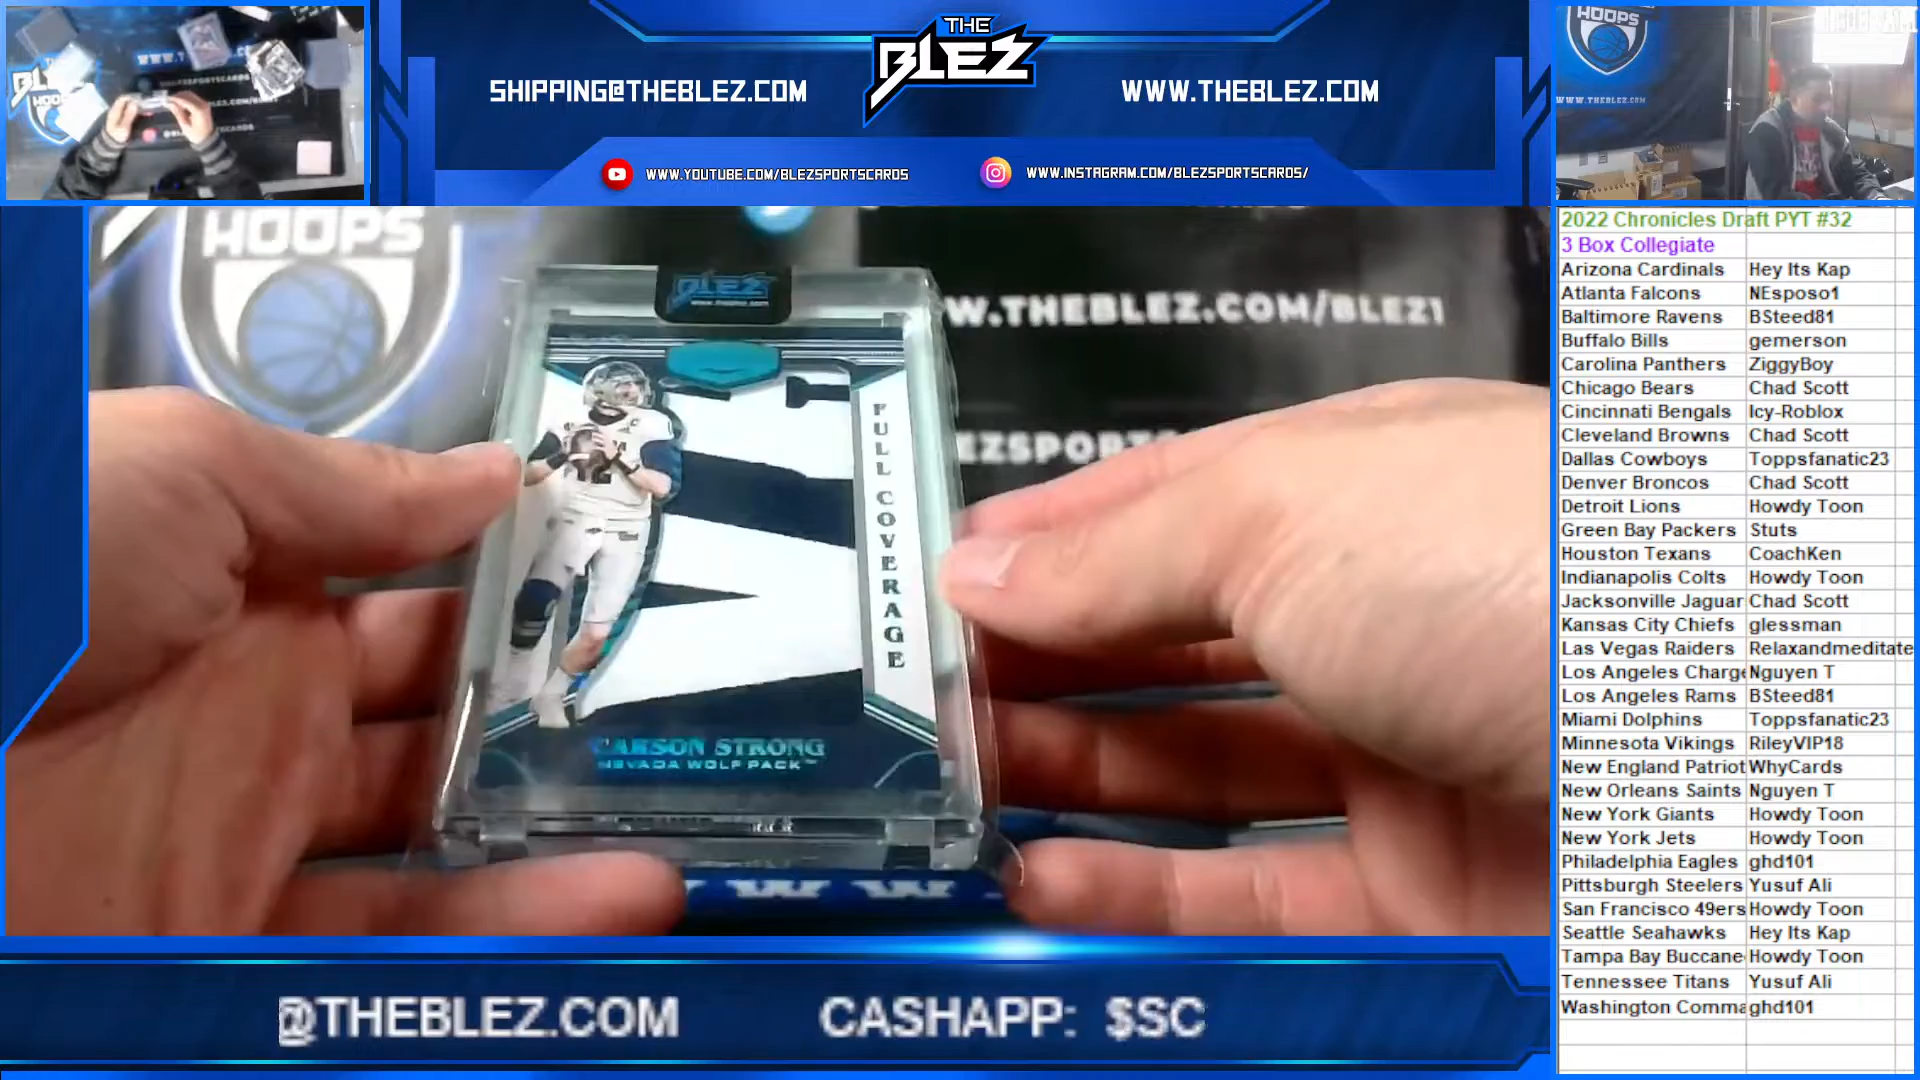 THE
BLEZ
SHIPPING@THEBLEZ.COM
WWW.THEBLEZ.COM
WWW.YOUTUBE.COM/BLEZSPORTSCARDS
WWW.INSTAGRAM.COM/BLEZSPORTSCARDS/
HOOPS
WWW.THEBLEZ.COM
HOOPS
W.THEBLEZ.COM/BLEZ1
EZSPORT
BLEZ
FULL COVERAGE
CARSON STRONG
NEVADA WOLF PACK™
@THEBLEZ.COM CASHAPP: $SC
2022 Chronicles Draft PYT #32
3 Box Collegiate
Arizona Cardinals Hey Its Kap
Atlanta Falcons NEsposo1
Baltimore Ravens BSteed81
Buffalo Bills gemerson
Carolina Panthers ZiggyBoy
Chicago Bears Chad Scott
Cincinnati Bengals Icy-Roblox
Cleveland Browns Chad Scott
Dallas Cowboys Toppsfanatic23
Denver Broncos Chad Scott
Detroit Lions Howdy Toon
Green Bay Packers Stuts
Houston Texans CoachKen
Indianapolis Colts Howdy Toon
Jacksonville Jaguar Chad Scott
Kansas City Chiefs glessman
Las Vegas Raiders Relaxandmeditate
Los Angeles Charge Nguyen T
Los Angeles Rams BSteed81
Miami Dolphins Toppsfanatic23
Minnesota Vikings RileyVIP18
New England Patriot WhyCards
New Orleans Saints Nguyen T
New York Giants Howdy Toon
New York Jets Howdy Toon
Philadelphia Eagles ghd101
Pittsburgh Steelers Yusuf Ali
San Francisco 49ers Howdy Toon
Seattle Seahawks Hey Its Kap
Tampa Bay Buccane Howdy Toon
Tennessee Titans Yusuf Ali
Washington Comma ghd101